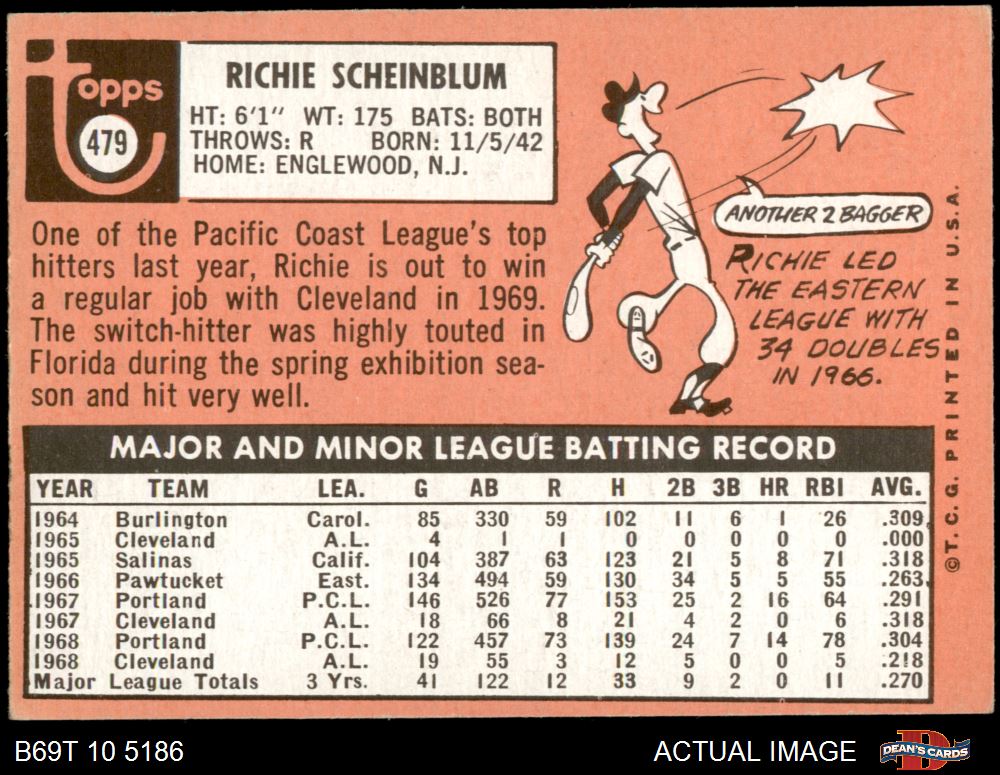 topps
479
RICHIE SCHEINBLUM
HT: 6'1" WT: 175 BATS: BOTH
THROWS: R BORN: 11/5/42
HOME: ENGLEWOOD, N.J.
One of the Pacific Coast League's top
hitters last year, Richie is out to win
a regular job with Cleveland in 1969.
The switch-hitter was highly touted in
Florida during the spring exhibition sea-
son and hit very well.
ANOTHER 2 BAGGER
RICHIE LED
THE EASTERN
LEAGUE WITH
34 DOUBLES
IN 1966.
©T.C.G. PRINTED IN U.S.A.
MAJOR AND MINOR LEAGUE BATTING RECORD
YEAR TEAM LEA. G AB R H 2B 3B HR RBI AVG.
1964 Burlington Carol. 85 330 59 102 11 6 1 26 .309
1965 Cleveland A.L. 4 1 1 0 0 0 0 0 .000
1965 Salinas Calif. 104 387 63 123 21 5 8 71 .318
1966 Pawtucket East. 134 494 59 130 34 5 5 55 .263
1967 Portland P.C.L. 146 526 77 153 25 2 16 64 .291
1967 Cleveland A.L. 18 66 8 21 4 2 0 6 .318
1968 Portland P.C.L. 122 457 73 139 24 7 14 78 .304
1968 Cleveland A.L. 19 55 3 12 5 0 0 5 .218
Major League Totals 3 Yrs. 41 122 12 33 9 2 0 11 .270
B69T 10 5186
ACTUAL IMAGE
DEAN'S CARDS